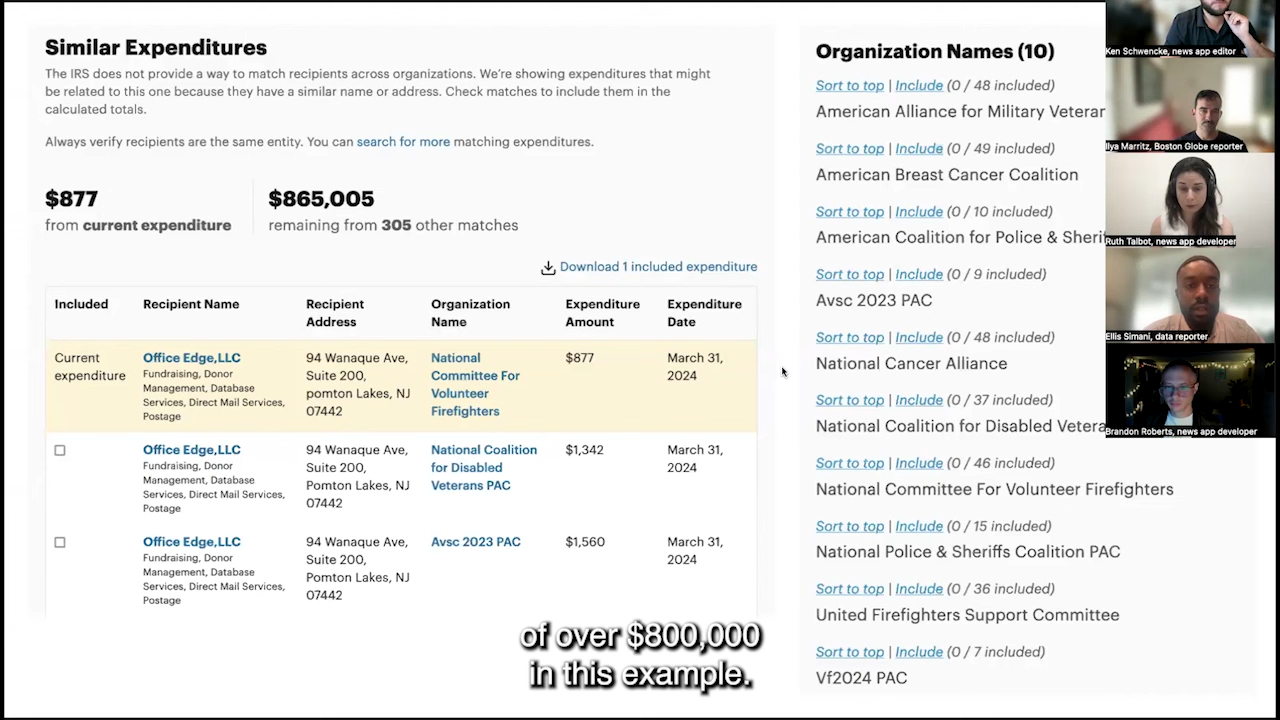 Similar Expenditures
The IRS does not provide a way to match recipients across organizations. We're showing expenditures that might
be related to this one because they have a similar name or address. Check matches to include them in the
calculated totals.
Always verify recipients are the same entity. You can search for more matching expenditures.
$877
from current expenditure
$865,005
remaining from 305 other matches
Download 1 included expenditure
Included
Recipient Name
Recipient
Address
Organization
Name
Expenditure
Amount
Expenditure
Date
Current
expenditure
Office Edge,LLC
Fundraising, Donor
Management, Database
Services, Direct Mail Services,
Postage
94 Wanaque Ave,
Suite 200,
pomton Lakes, NJ
07442
National
Committee For
Volunteer
Firefighters
$877
March 31,
2024
Office Edge,LLC
Fundraising, Donor
Management, Database
Services, Direct Mail Services,
Postage
94 Wanaque Ave,
Suite 200,
Pomton Lakes, NJ
07442
National Coalition
for Disabled
Veterans PAC
$1,342
March 31,
2024
Office Edge,LLC
Fundraising, Donor
Management, Database
Services, Direct Mail Services,
Postage
94 Wanaque Ave,
Suite 200,
Pomton Lakes, NJ
07442
Avsc 2023 PAC
$1,560
March 31,
2024
Organization Names (10)
Sort to top | Include (0 / 48 included)
American Alliance for Military Veterar
Sort to top | Include (0 / 49 included)
American Breast Cancer Coalition
Sort to top | Include (0 / 10 included)
American Coalition for Police & Sherif
Sort to top | Include (0 / 9 included)
Avsc 2023 PAC
Sort to top | Include (0 / 48 included)
National Cancer Alliance
Sort to top | Include (0 / 37 included)
National Coalition for Disabled Vetera
Sort to top | Include (0 / 46 included)
National Committee For Volunteer Firefighters
Sort to top | Include (0 / 15 included)
National Police & Sheriffs Coalition PAC
Sort to top | Include (0 / 36 included)
United Firefighters Support Committee
Sort to top | Include (0 / 7 included)
Vf2024 PAC
Ken Schwencke, news app editor
Ilya Marritz, Boston Globe reporter
Ruth Talbot, news app developer
Ellis Simani, data reporter
Brandon Roberts, news app developer
of over $800,000
in this example.